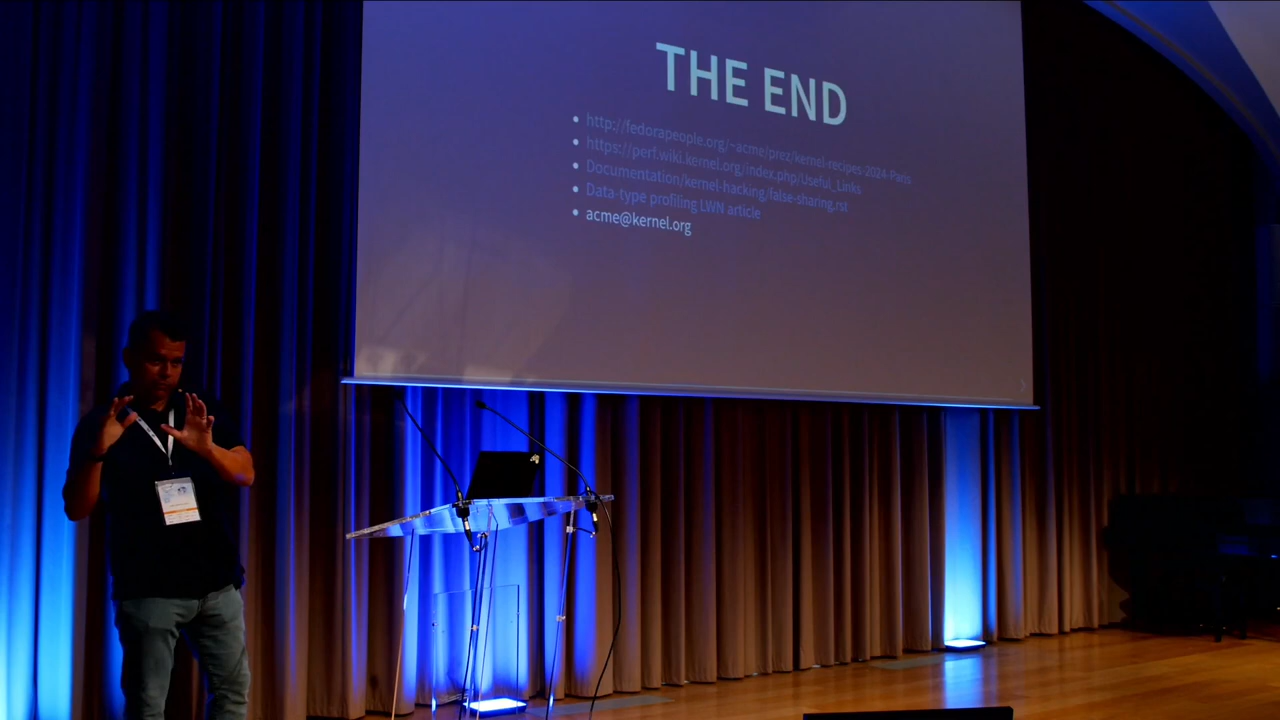 THE END
http://fedorapeople.org/~acme/prez/kernel-recipes-2024-Paris
https://perf.wiki.kernel.org/index.php/Useful_Links
Documentation/kernel-hacking/false-sharing.rst
Data-type profiling LWN article
acme@kernel.org